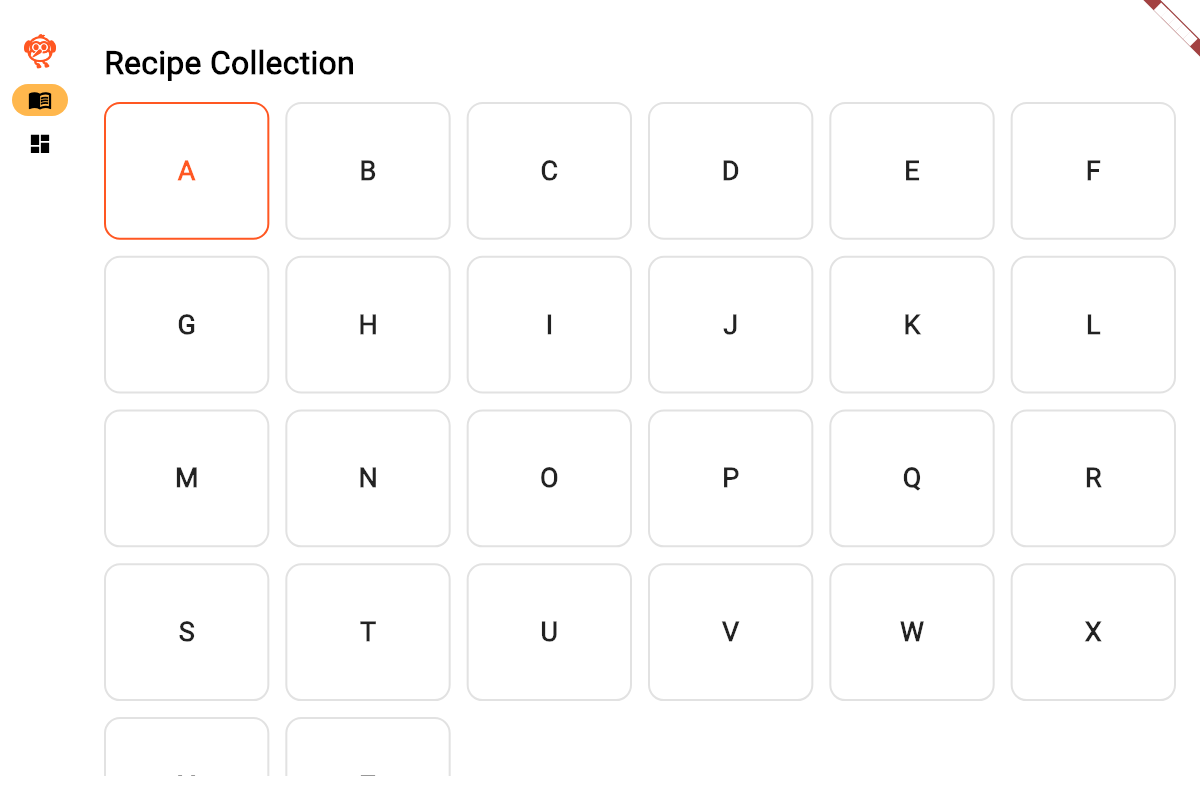 Recipe Collection
A B C D E F
G H I J K L
M N O P Q R
S T U V W X